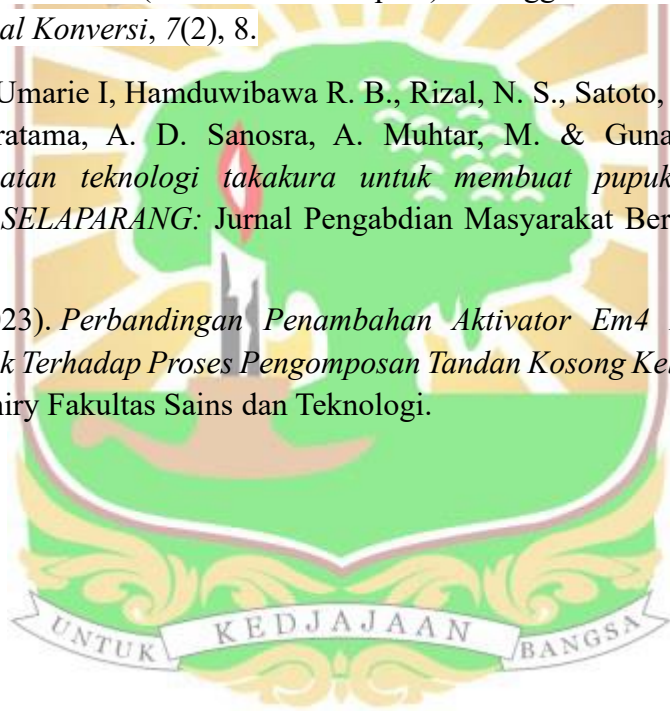 al Konversi, 7(2), 8.
Umarie I, Hamduwibawa R. B., Rizal, N. S., Satoto,
ratama, A. D. Sanosra, A. Muhtar, M. & Guna
atan teknologi takakura untuk membuat pupuk
SELAPARANG: Jurnal Pengabdian Masyarakat Ber
023). Perbandingan Penambahan Aktivator Em4
k Terhadap Proses Pengomposan Tandan Kosong Ke
iry Fakultas Sains dan Teknologi.
UNTUK KEDJAJAAN BANGSA